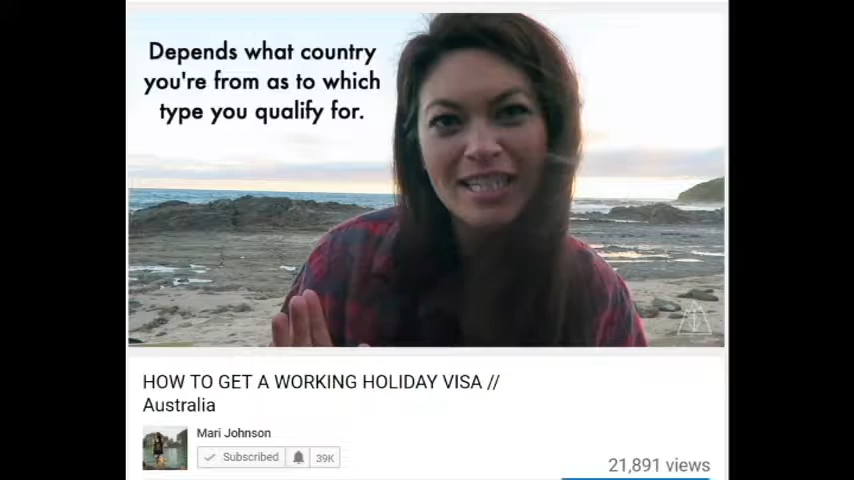 Depends what country
you're from as to which
type you qualify for.
HOW TO GET A WORKING HOLIDAY VISA //
Australia
Mari Johnson
Subscribed
39K
21,891 views